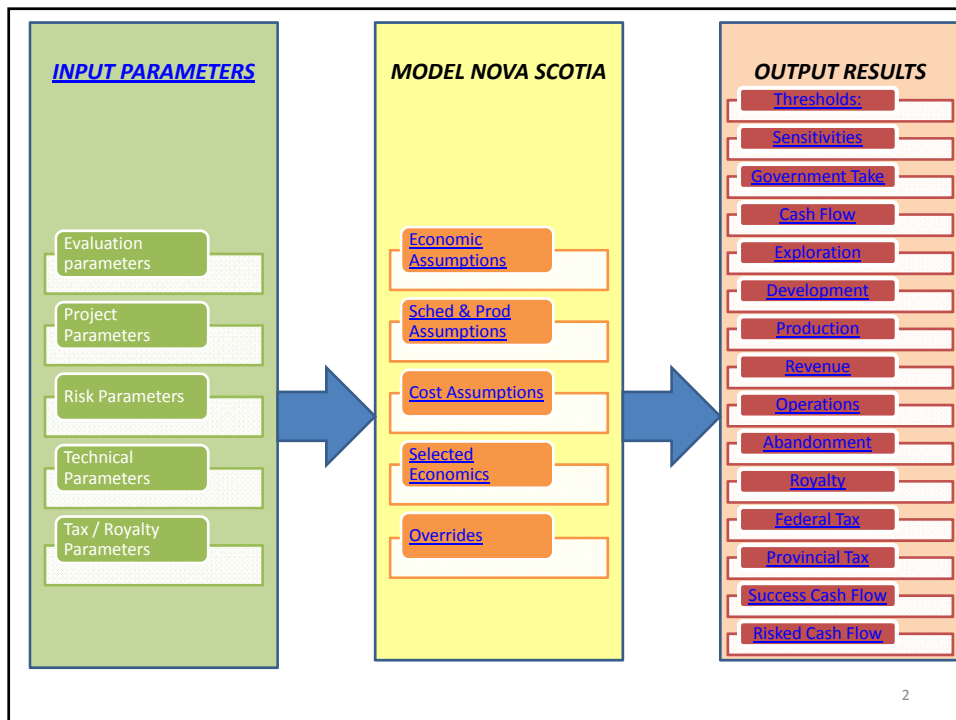 INPUT PARAMETERS
Evaluation
parameters
Project
Parameters
Risk Parameters
Technical
Parameters
Tax / Royalty
Parameters
MODEL NOVA SCOTIA
Economic
Assumptions
Sched & Prod
Assumptions
Cost Assumptions
Selected
Economics
Overrides
OUTPUT RESULTS
Thresholds:
Sensitivities
Government Take
Cash Flow
Exploration
Development
Production
Revenue
Operations
Abandonment
Royalty
Federal Tax
Provincial Tax
Success Cash Flow
Risked Cash Flow
2